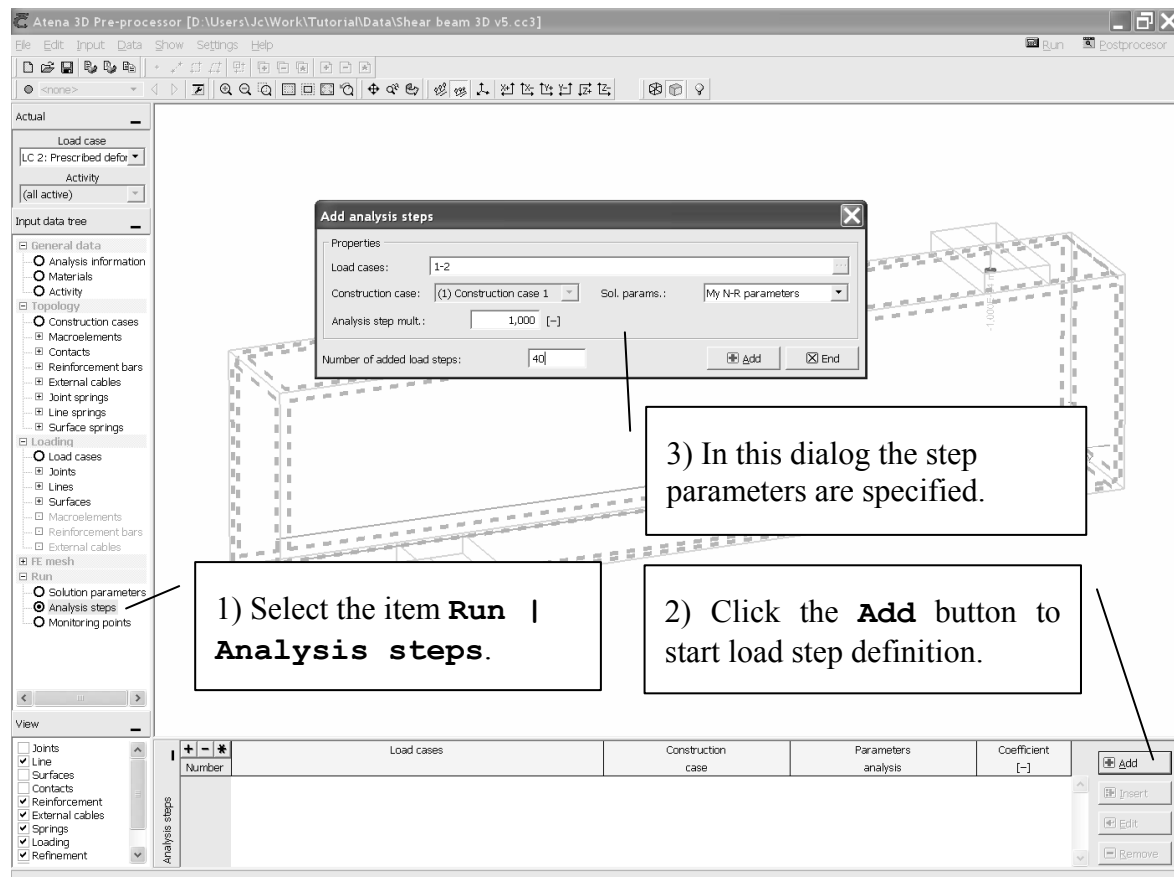 Atena 3D Pre-processor [D:\Users\Jc\Work\Tutorial\Data\Shear beam 3D v5.cc3]
File Edit Input Data Show Settings Help
Run Postprocesor
<none>
Actual
Load case
LC 2: Prescribed defor
Activity
(all active)
Input data tree
General data
Analysis information
Materials
Activity
Topology
Construction cases
Macroelements
Contacts
Reinforcement bars
External cables
Joint springs
Line springs
Surface springs
Loading
Load cases
Joints
Lines
Surfaces
Macroelements
Reinforcement bars
External cables
FE mesh
Run
Solution parameters
Analysis steps
Monitoring points
Add analysis steps
Properties
Load cases: 1-2 ...
Construction case: (1) Construction case 1 Sol. params.: My N-R parameters
Analysis step mult.: 1,000 [-]
Number of added load steps: 40 Add End
3) In this dialog the step
parameters are specified.
1) Select the item Run |
Analysis steps.
2) Click the Add button to
start load step definition.
View
Joints
Line
Surfaces
Contacts
Reinforcement
External cables
Springs
Loading
Refinement
Analysis steps
Number
Load cases
Construction
case
Parameters
analysis
Coefficient
[-]
Add
Insert
Edit
Remove